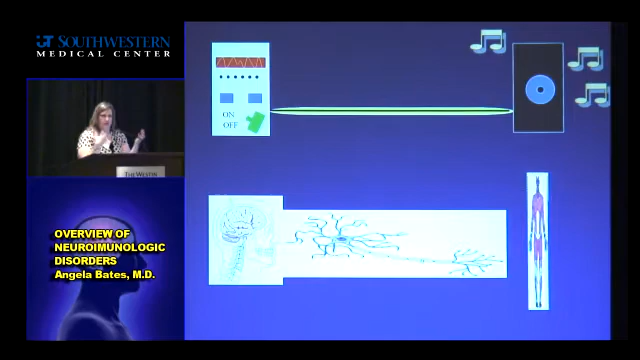 UT SOUTHWESTERN
MEDICAL CENTER
ON
OFF
THE WESTIN
OVERVIEW OF
NEUROIMUNOLOGIC
DISORDERS
Angela Bates, M.D.